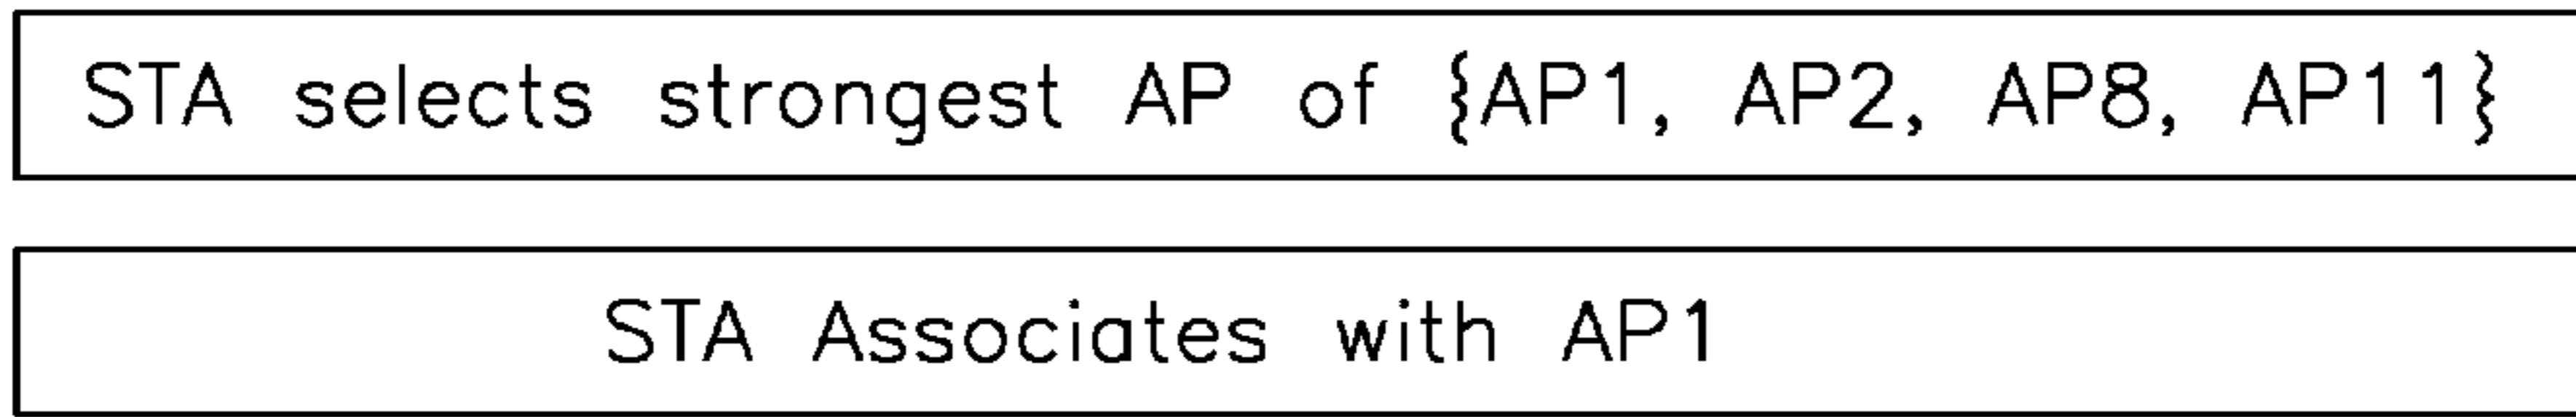 STA selects strongest AP of {AP1, AP2, AP8, AP11}
STA Associates with AP1